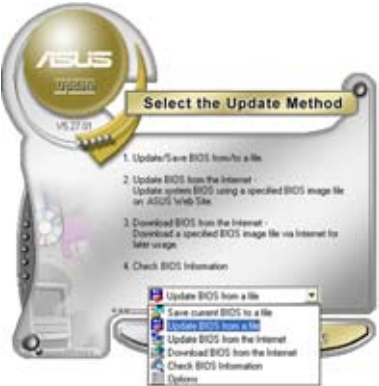 ASUS
Update
V5.27.01
Select the Update Method
1. Update/Save BIOS from/to a file.
2. Update BIOS from the Internet -
Update system BIOS using a specified BIOS image file
on ASUS Web Site.
3. Download BIOS from the Internet -
Download a specified BIOS image file via Internet for
later usage.
4. Check BIOS Information
Update BIOS from a file
Save current BIOS to a file
Update BIOS from a file
Update BIOS from the Internet
Download BIOS from the Internet
Check BIOS Information
Options